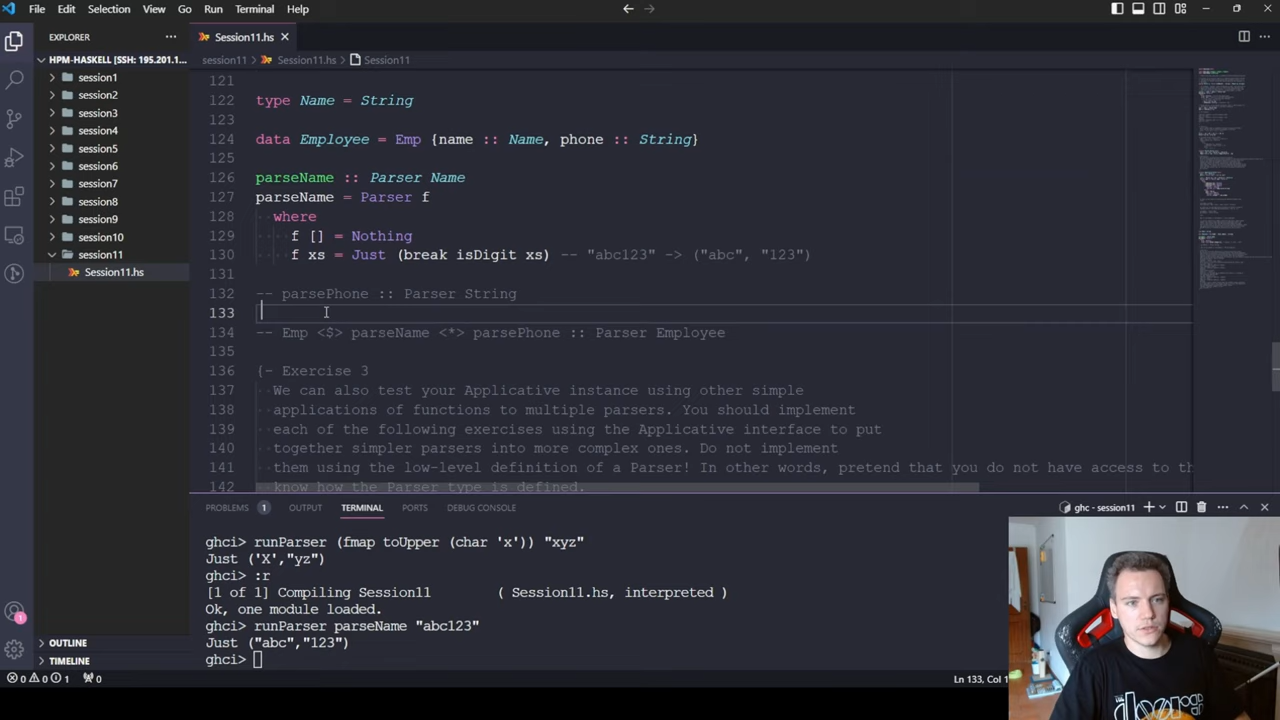 File Edit Selection View Go Run Terminal Help
EXPLORER
Session11.hs
HPM-HASKELL [SSH: 195.201.1...
session11 > Session11.hs > Session11
session1
session2
session3
session4
session5
session6
session7
session8
session9
session10
session11
Session11.hs
OUTLINE
TIMELINE
121
122 type Name = String
123
124 data Employee = Emp {name :: Name, phone :: String}
125
126 parseName :: Parser Name
127 parseName = Parser f
128 where
129 f [] = Nothing
130 f xs = Just (break isDigit xs) -- "abc123" -> ("abc", "123")
131
132 -- parsePhone :: Parser String
133
134 -- Emp <$> parseName <*> parsePhone :: Parser Employee
135
136 {- Exercise 3
137 We can also test your Applicative instance using other simple
138 applications of functions to multiple parsers. You should implement
139 each of the following exercises using the Applicative interface to put
140 together simpler parsers into more complex ones. Do not implement
141 them using the low-level definition of a Parser! In other words, pretend that you do not have access to th
142 know how the Parser type is defined.
PROBLEMS 1 OUTPUT TERMINAL PORTS DEBUG CONSOLE
ghc - session11
ghci> runParser (fmap toUpper (char 'x')) "xyz"
Just ('X',"yz")
ghci> :r
[1 of 1] Compiling Session11 ( Session11.hs, interpreted )
Ok, one module loaded.
ghci> runParser parseName "abc123"
Just ("abc","123")
ghci>
0 0 1 0
Ln 133, Col
THE